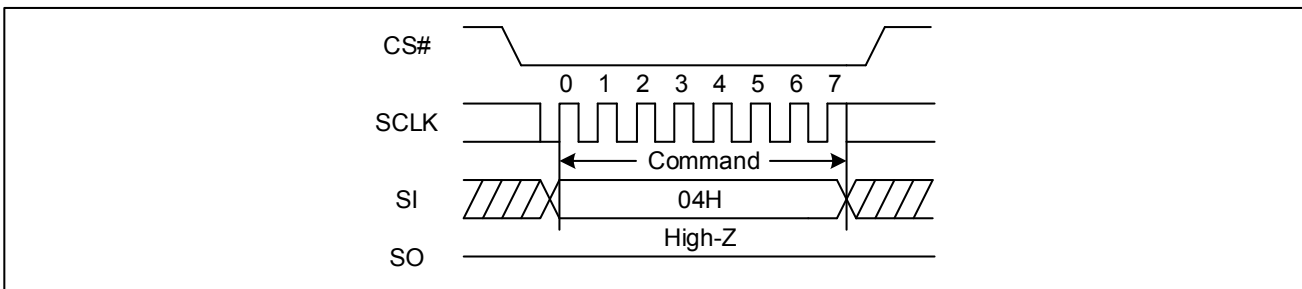 CS#
0 1 2 3 4 5 6 7
SCLK
Command
SI
04H
High-Z
SO